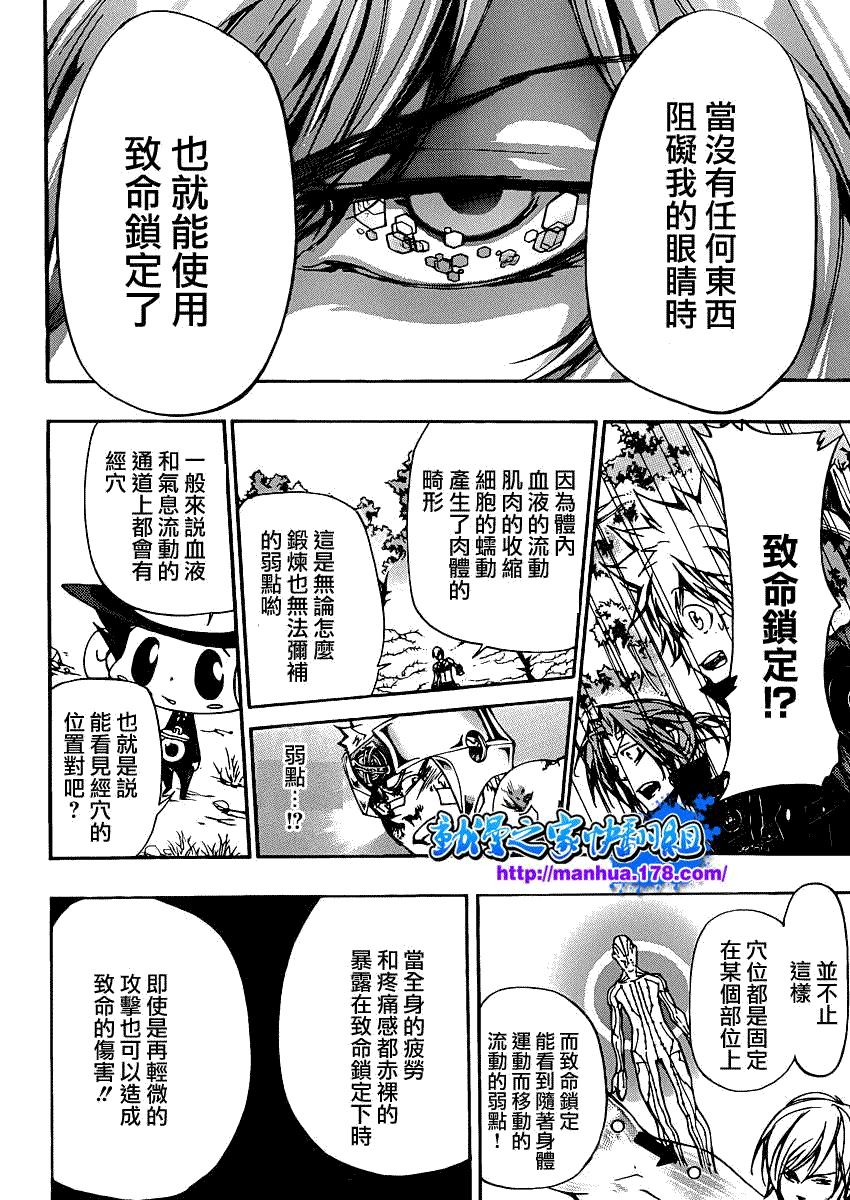 當沒有任何東西
阻礙我的眼睛時
也就能使用
致命鎖定了
致命鎖定!?
因為體內
血液的流動
肌肉的收縮
細胞的蠕動
產生了肉體的
畸形
這是無論怎麼
鍛煉也無法彌補
的弱點喲
弱點…!?
一般來説血液
和氣息流動的
通道上都會有
經穴
也就是説
能看見經穴的
位置對吧?
動漫之家快翻組
http://manhua.178.com/
並不止
這樣
穴位都是固定
在某個部位上
而致命鎖定
能看到隨著身體
運動而移動的
流動的弱點!
當全身的疲勞
和疼痛感都赤裸的
暴露在致命鎖定下時
即使是再輕微的
攻擊也可以造成
致命的傷害!!